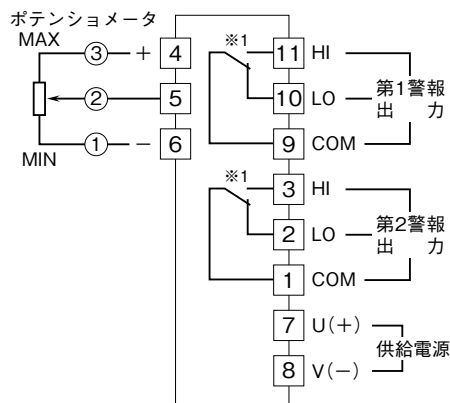 ポテンショメータ
MAX
③ + 4
② 5
① − 6
MIN
※1
11 HI
10 LO
9 COM
第1警報
出 力
※1
3 HI
2 LO
1 COM
第2警報
出 力
7 U(+)
8 V(−)
供給電源